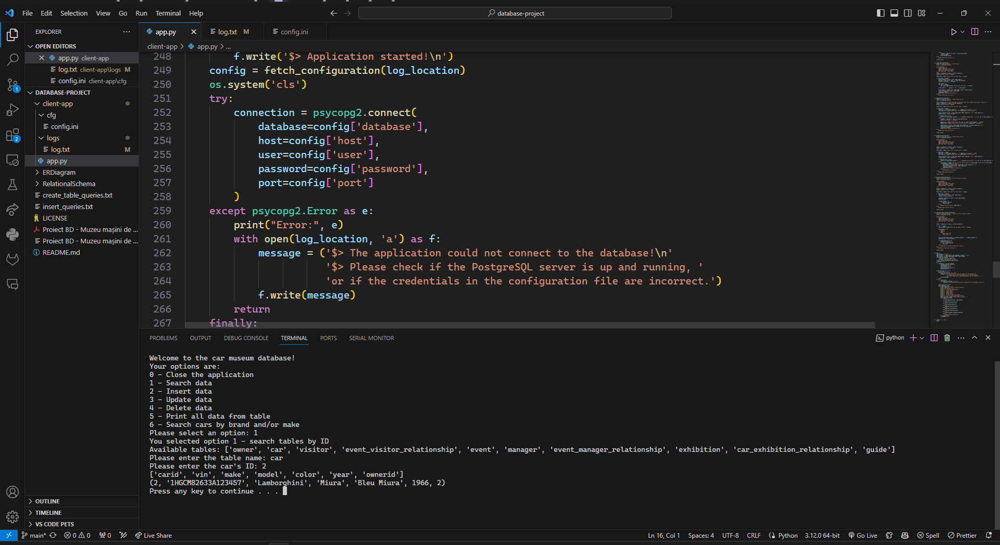 File Edit Selection View Go Run Terminal Help
database-project
EXPLORER
OPEN EDITORS
app.py client-app
log.txt client-app\logs M
config.ini client-app\cfg
DATABASE-PROJECT
client-app
cfg
config.ini
logs
log.txt M
app.py
ERDiagram
RelationalSchema
create_table_queries.txt
insert_queries.txt
LICENSE
Proiect BD - Muzeu mașini de ...
Proiect BD - Muzeu mașini de ...
README.md
OUTLINE
TIMELINE
VS CODE PETS
1
2
app.py
log.txt M
config.ini
client-app > app.py > ...
248 f.write('$> Application started!\n')
249 config = fetch_configuration(log_location)
250 os.system('cls')
251 try:
252 connection = psycopg2.connect(
253 database=config['database'],
254 host=config['host'],
255 user=config['user'],
256 password=config['password'],
257 port=config['port']
258 )
259 except psycopg2.Error as e:
260 print("Error:", e)
261 with open(log_location, 'a') as f:
262 message = ('$> The application could not connect to the database!\n'
263 '$> Please check if the PostgreSQL server is up and running, '
264 'or if the credentials in the configuration file are incorrect.')
265 f.write(message)
266 return
267 finally:
PROBLEMS OUTPUT DEBUG CONSOLE TERMINAL PORTS SERIAL MONITOR
python
Welcome to the car museum database!
Your options are:
0 - Close the application
1 - Search data
2 - Insert data
3 - Update data
4 - Delete data
5 - Print all data from table
6 - Search cars by brand and/or make
Please select an option: 1
You selected option 1 - search tables by ID
Available tables: ['owner', 'car', 'visitor', 'event_visitor_relationship', 'event', 'manager', 'event_manager_relationship', 'exhibition', 'car_exhibition_relationship', 'guide']
Please enter the table name: car
Please enter the car's ID: 2
['carid', 'vin', 'make', 'model', 'color', 'year', 'ownerid']
(2, '1HGCM82633A123457', 'Lamborghini', 'Miura', 'Bleu Miura', 1966, 2)
Press any key to continue . . .
main* 0 0 0 Live Share
Ln 16, Col 1 Spaces: 4 UTF-8 CRLF Python 3.12.0 64-bit Go Live Spell Prettier